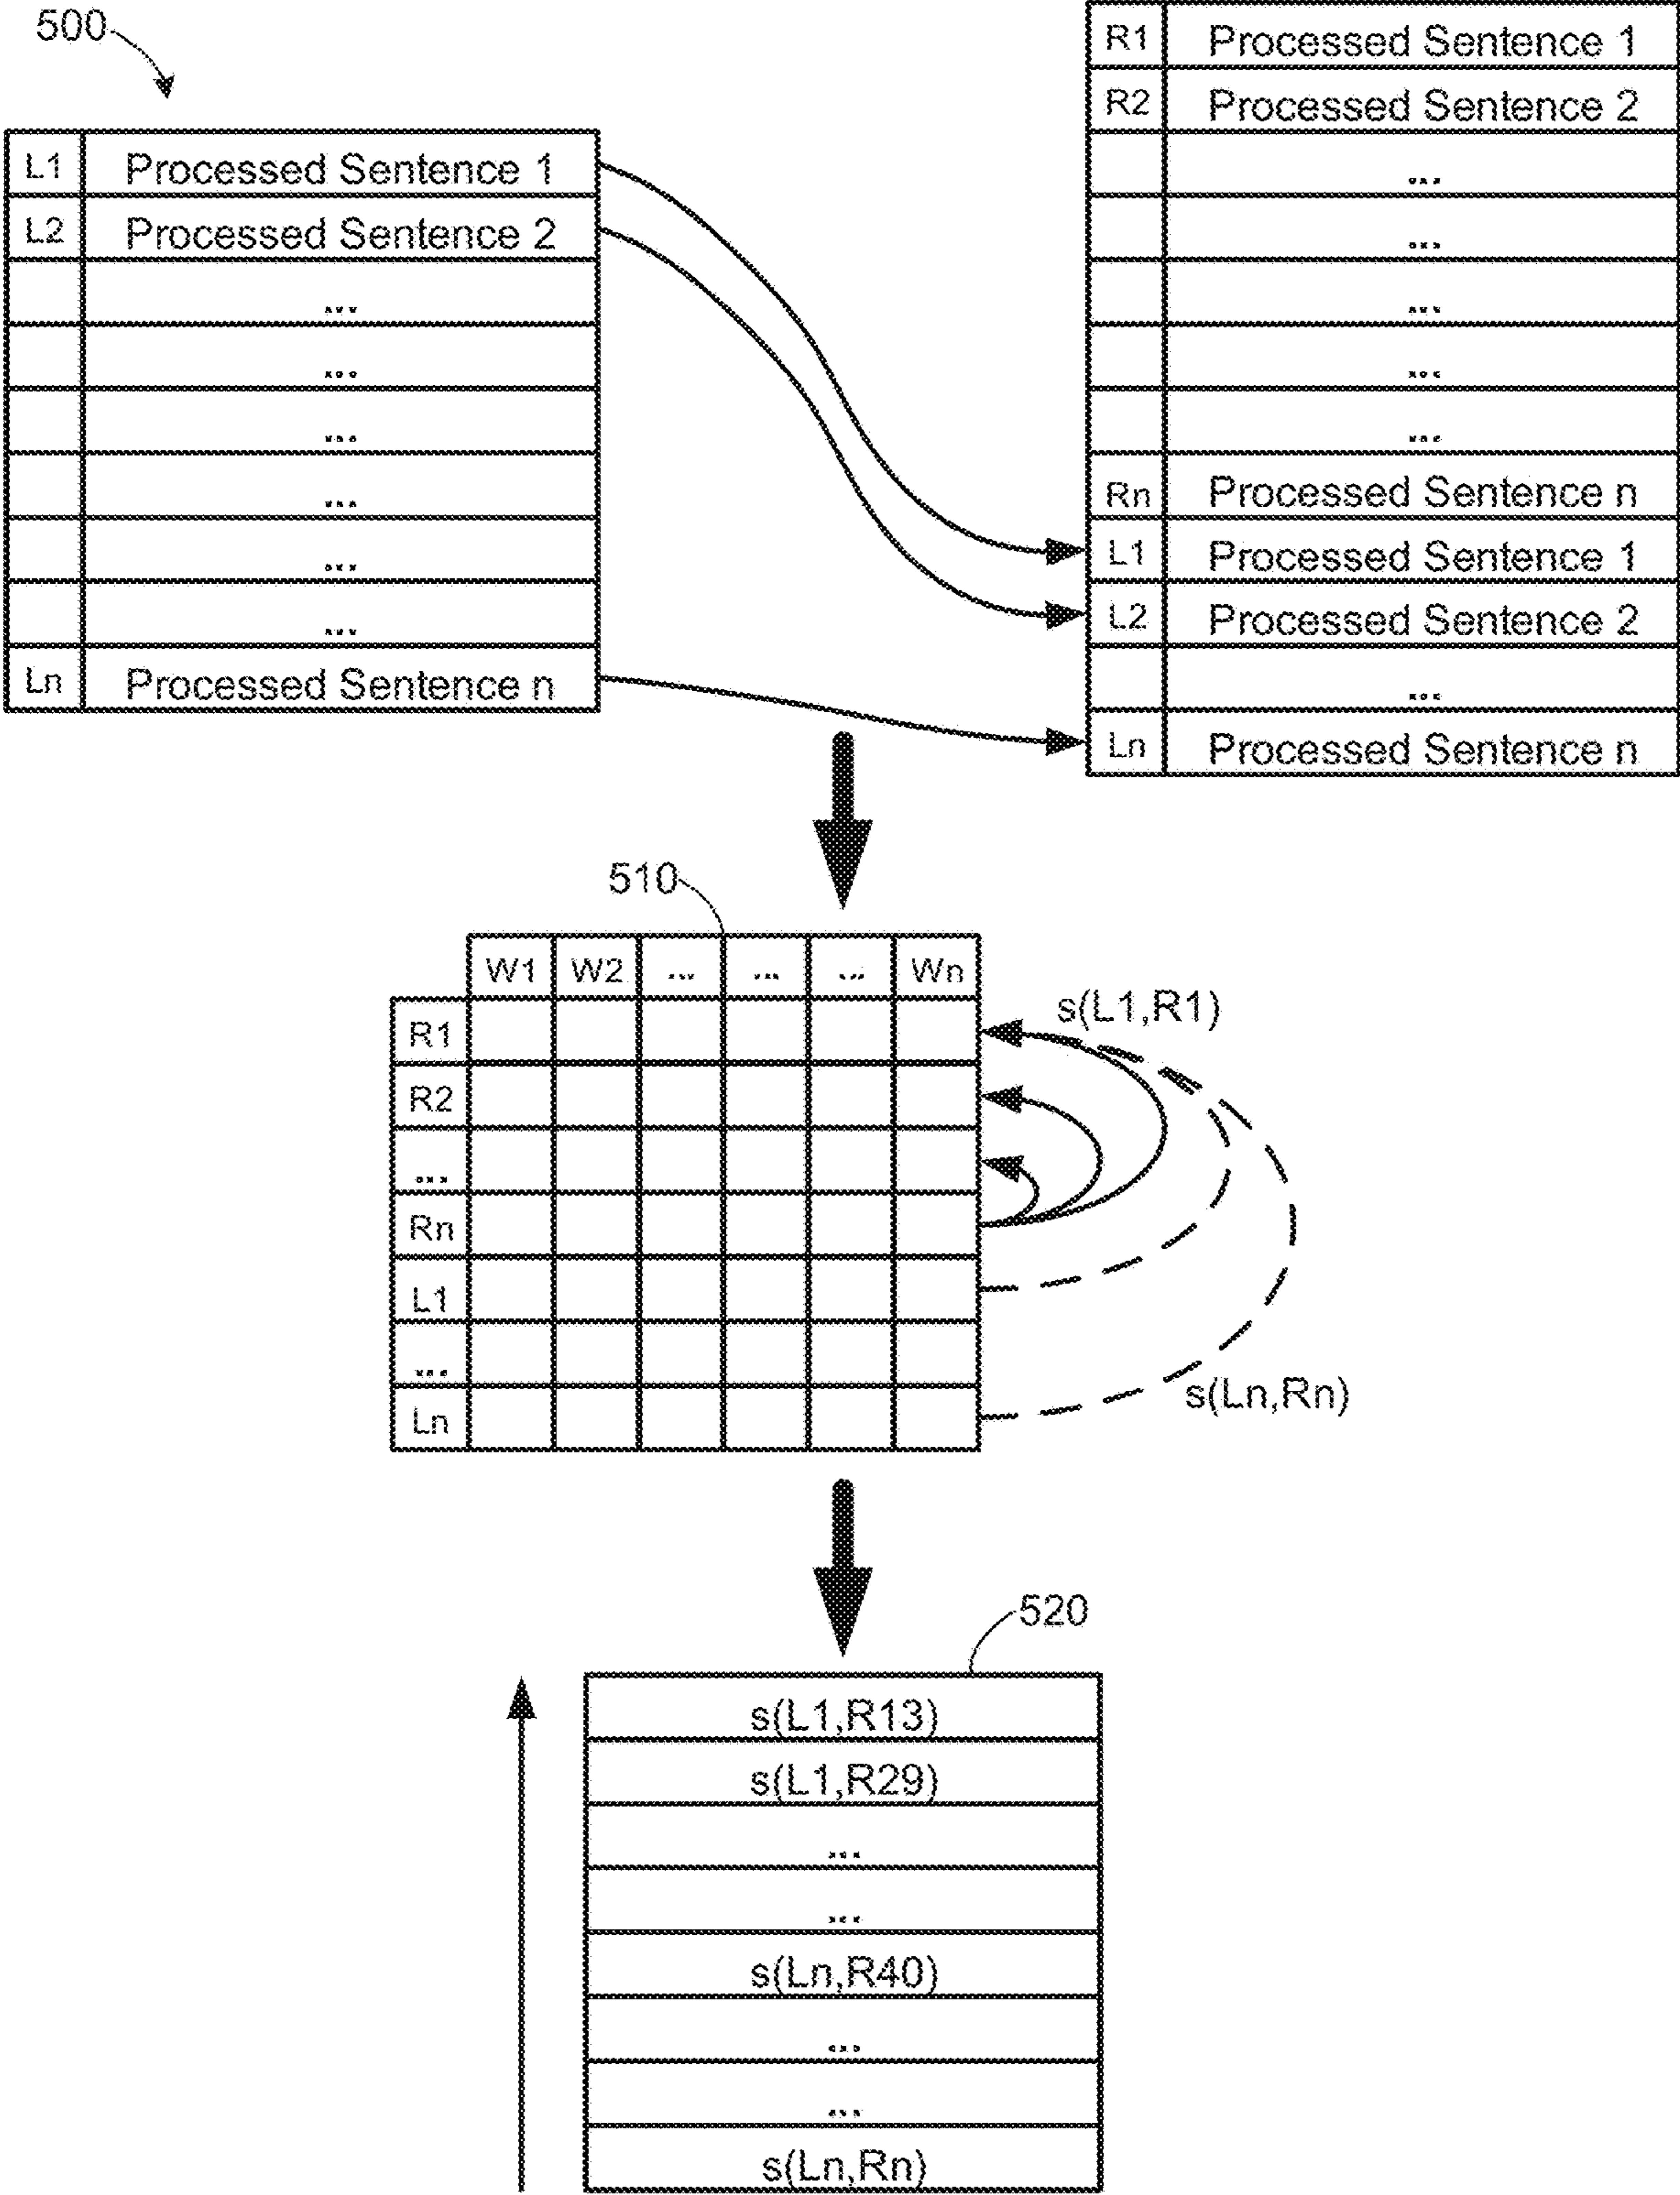 500
L1 Processed Sentence 1
L2 Processed Sentence 2
...
...
...
...
...
...
Ln Processed Sentence n
R1 Processed Sentence 1
R2 Processed Sentence 2
...
...
...
...
...
Rn Processed Sentence n
L1 Processed Sentence 1
L2 Processed Sentence 2
...
Ln Processed Sentence n
510
W1 W2 ... ... ... Wn
R1
R2
...
Rn
L1
...
Ln
s(L1,R1)
s(Ln,Rn)
520
s(L1,R13)
s(L1,R29)
...
...
s(Ln,R40)
...
...
s(Ln,Rn)